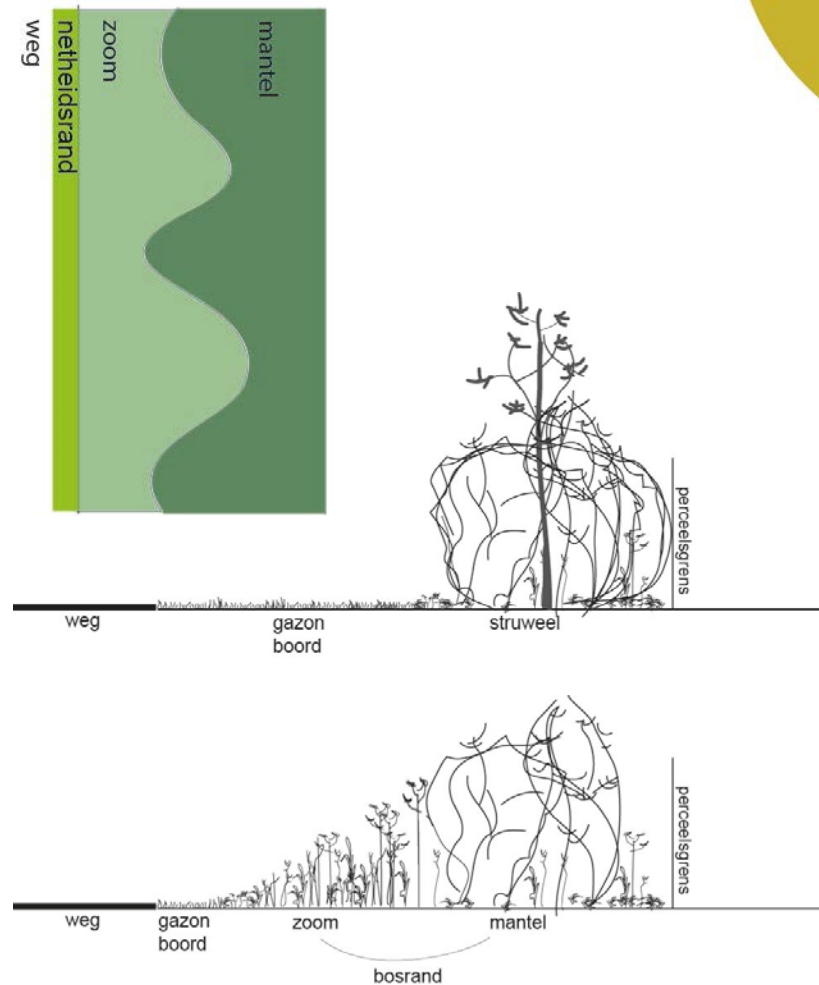 weg
netheidsrand
zoom
mantel
perceelsgrens
weg
gazon
boord
struweel
perceelsgrens
weg
gazon
boord
zoom
mantel
bosrand